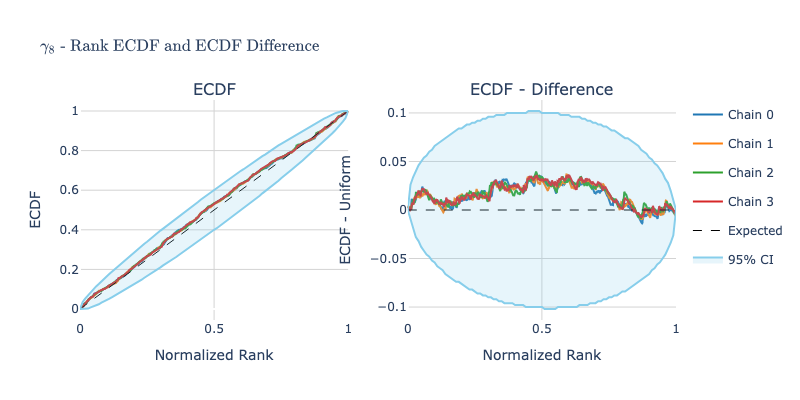 γ₈ - Rank ECDF and ECDF Difference
ECDF
ECDF
1
0.8
0.6
0.4
0.2
0
0
0.5
1
Normalized Rank
ECDF - Difference
ECDF - Uniform
0.1
0.05
0
−0.05
−0.1
0
0.5
1
Normalized Rank
Chain 0
Chain 1
Chain 2
Chain 3
Expected
95% CI